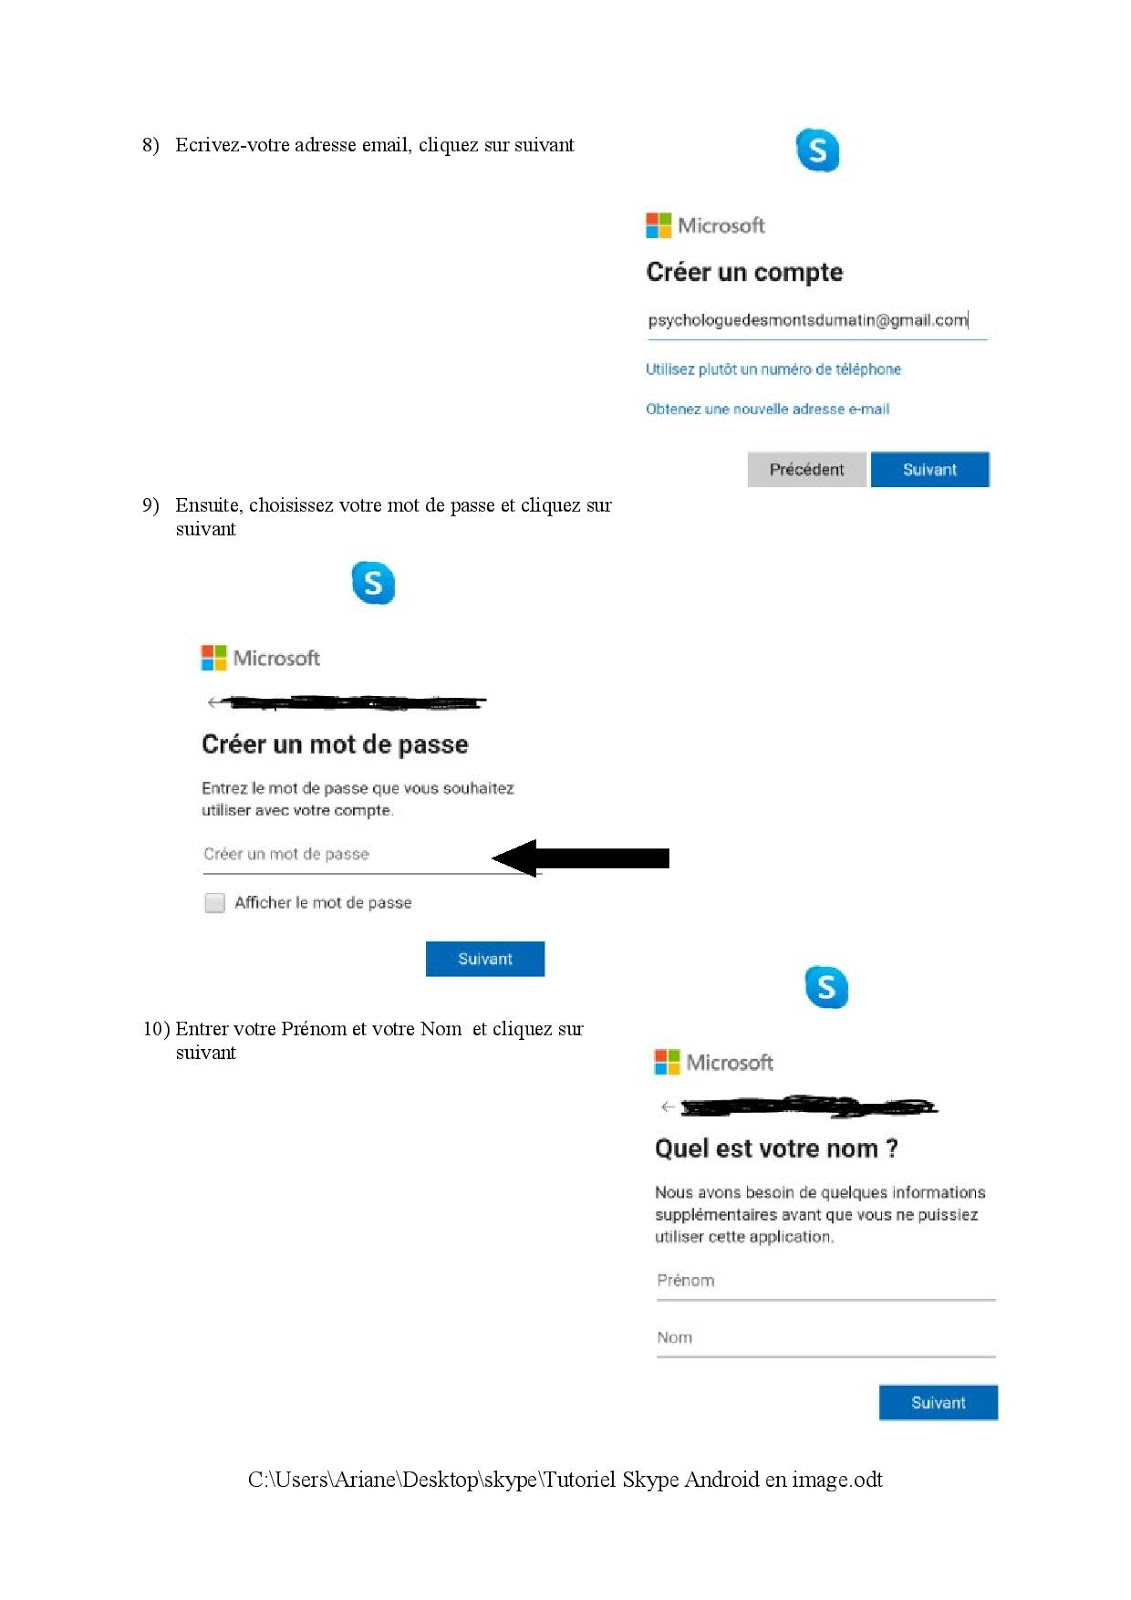 8) Ecrivez-votre adresse email, cliquez sur suivant
S
Microsoft
Créer un compte
psychologuedesmontsdumatin@gmail.com
Utilisez plutôt un numéro de téléphone
Obtenez une nouvelle adresse e-mail
Précédent Suivant
9) Ensuite, choisissez votre mot de passe et cliquez sur
suivant
S
Microsoft
Créer un mot de passe
Entrez le mot de passe que vous souhaitez
utiliser avec votre compte.
Créer un mot de passe
Afficher le mot de passe
Suivant
S
10) Entrer votre Prénom et votre Nom et cliquez sur
suivant
Microsoft
Quel est votre nom ?
Nous avons besoin de quelques informations
supplémentaires avant que vous ne puissiez
utiliser cette application.
Prénom
Nom
Suivant
C:\Users\Ariane\Desktop\skype\Tutoriel Skype Android en image.odt